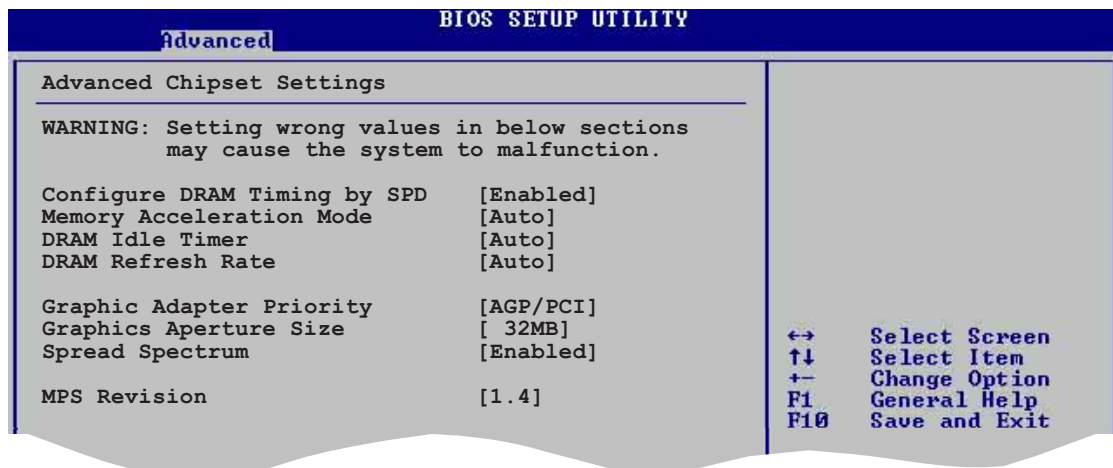 BIOS SETUP UTILITY
Advanced
Advanced Chipset Settings
WARNING: Setting wrong values in below sections
may cause the system to malfunction.
Configure DRAM Timing by SPD [Enabled]
Memory Acceleration Mode [Auto]
DRAM Idle Timer [Auto]
DRAM Refresh Rate [Auto]
Graphic Adapter Priority [AGP/PCI]
Graphics Aperture Size [ 32MB]
Spread Spectrum [Enabled]
MPS Revision [1.4]
←→ Select Screen
↑↓ Select Item
+- Change Option
F1 General Help
F10 Save and Exit